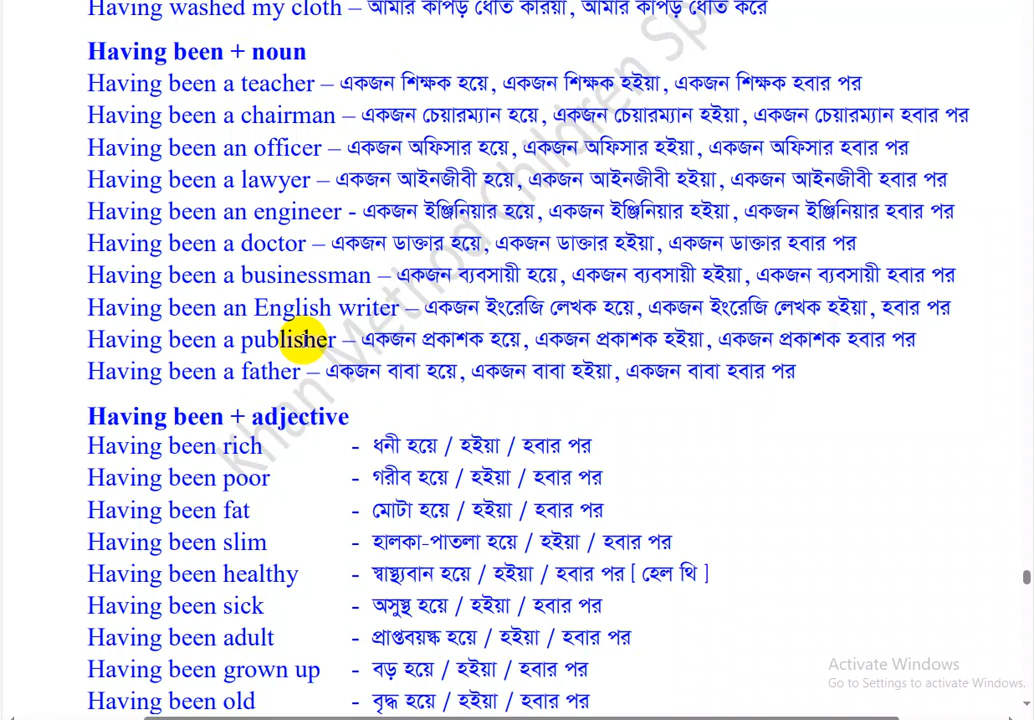 Having washed my cloth – আমার কাপড় ধৌত করিয়া, আমার কাপড় ধৌত করে
Having been + noun
Having been a teacher – একজন শিক্ষক হয়ে, একজন শিক্ষক হইয়া, একজন শিক্ষক হবার পর
Having been a chairman – একজন চেয়ারম্যান হয়ে, একজন চেয়ারম্যান হইয়া, একজন চেয়ারম্যান হবার পর
Having been an officer – একজন অফিসার হয়ে, একজন অফিসার হইয়া, একজন অফিসার হবার পর
Having been a lawyer – একজন আইনজীবী হয়ে, একজন আইনজীবী হইয়া, একজন আইনজীবী হবার পর
Having been an engineer - একজন ইঞ্জিনিয়ার হয়ে, একজন ইঞ্জিনিয়ার হইয়া, একজন ইঞ্জিনিয়ার হবার পর
Having been a doctor – একজন ডাক্তার হয়ে, একজন ডাক্তার হইয়া, একজন ডাক্তার হবার পর
Having been a businessman – একজন ব্যবসায়ী হয়ে, একজন ব্যবসায়ী হইয়া, একজন ব্যবসায়ী হবার পর
Having been an English writer – একজন ইংরেজি লেখক হয়ে, একজন ইংরেজি লেখক হইয়া, হবার পর
Having been a publisher – একজন প্রকাশক হয়ে, একজন প্রকাশক হইয়া, একজন প্রকাশক হবার পর
Having been a father – একজন বাবা হয়ে, একজন বাবা হইয়া, একজন বাবা হবার পর
Having been + adjective
Having been rich - ধনী হয়ে / হইয়া / হবার পর
Having been poor - গরীব হয়ে / হইয়া / হবার পর
Having been fat - মোটা হয়ে / হইয়া / হবার পর
Having been slim - হালকা-পাতলা হয়ে / হইয়া / হবার পর
Having been healthy - স্বাস্থ্যবান হয়ে / হইয়া / হবার পর [ হেল থি ]
Having been sick - অসুস্থ হয়ে / হইয়া / হবার পর
Having been adult - প্রাপ্তবয়ষ্ক হয়ে / হইয়া / হবার পর
Having been grown up - বড় হয়ে / হইয়া / হবার পর
Having been old - বৃদ্ধ হয়ে / হইয়া / হবার পর
Khan Method Children Sp
Activate Windows
Go to Settings to activate Windows.